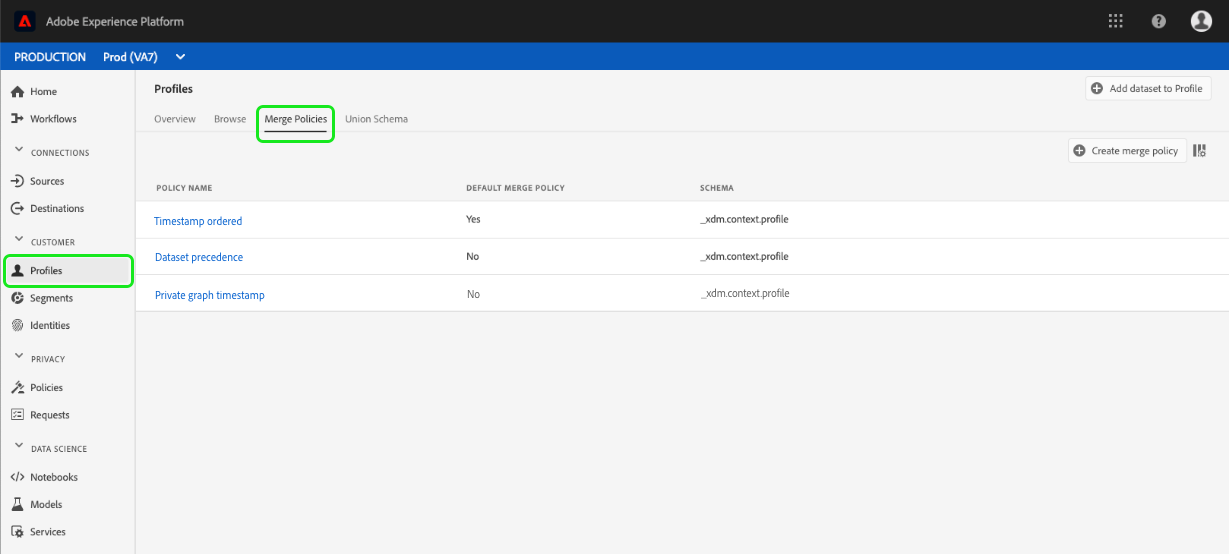 Adobe Experience Platform
PRODUCTION Prod (VA7)
Home
Workflows
CONNECTIONS
Sources
Destinations
CUSTOMER
Profiles
Segments
Identities
PRIVACY
Policies
Requests
DATA SCIENCE
Notebooks
Models
Services
Profiles
Add dataset to Profile
Overview Browse Merge Policies Union Schema
Create merge policy
POLICY NAME DEFAULT MERGE POLICY SCHEMA
Timestamp ordered Yes _xdm.context.profile
Dataset precedence No _xdm.context.profile
Private graph timestamp No _xdm.context.profile